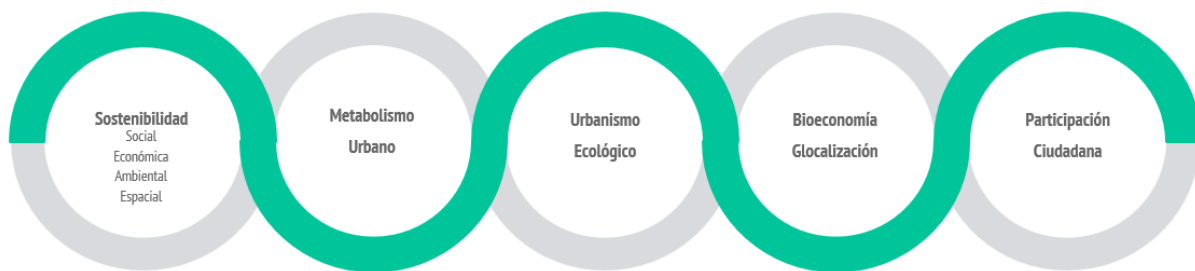 Sostenibilidad
Social
Económica
Ambiental
Espacial
Metabolismo
Urbano
Urbanismo
Ecológico
Bioeconomía
Glocalización
Participación
Ciudadana